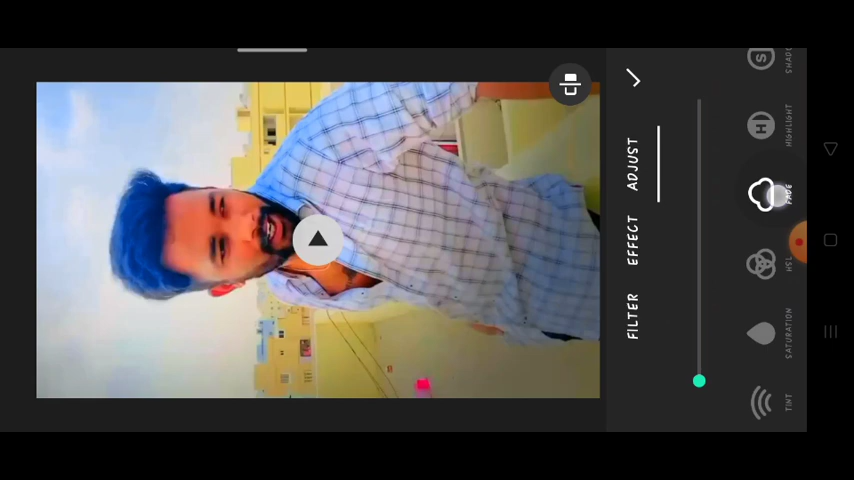 FILTER EFFECT ADJUST
TINT SATURATION HSL FADE HIGHLIGHT
S
H